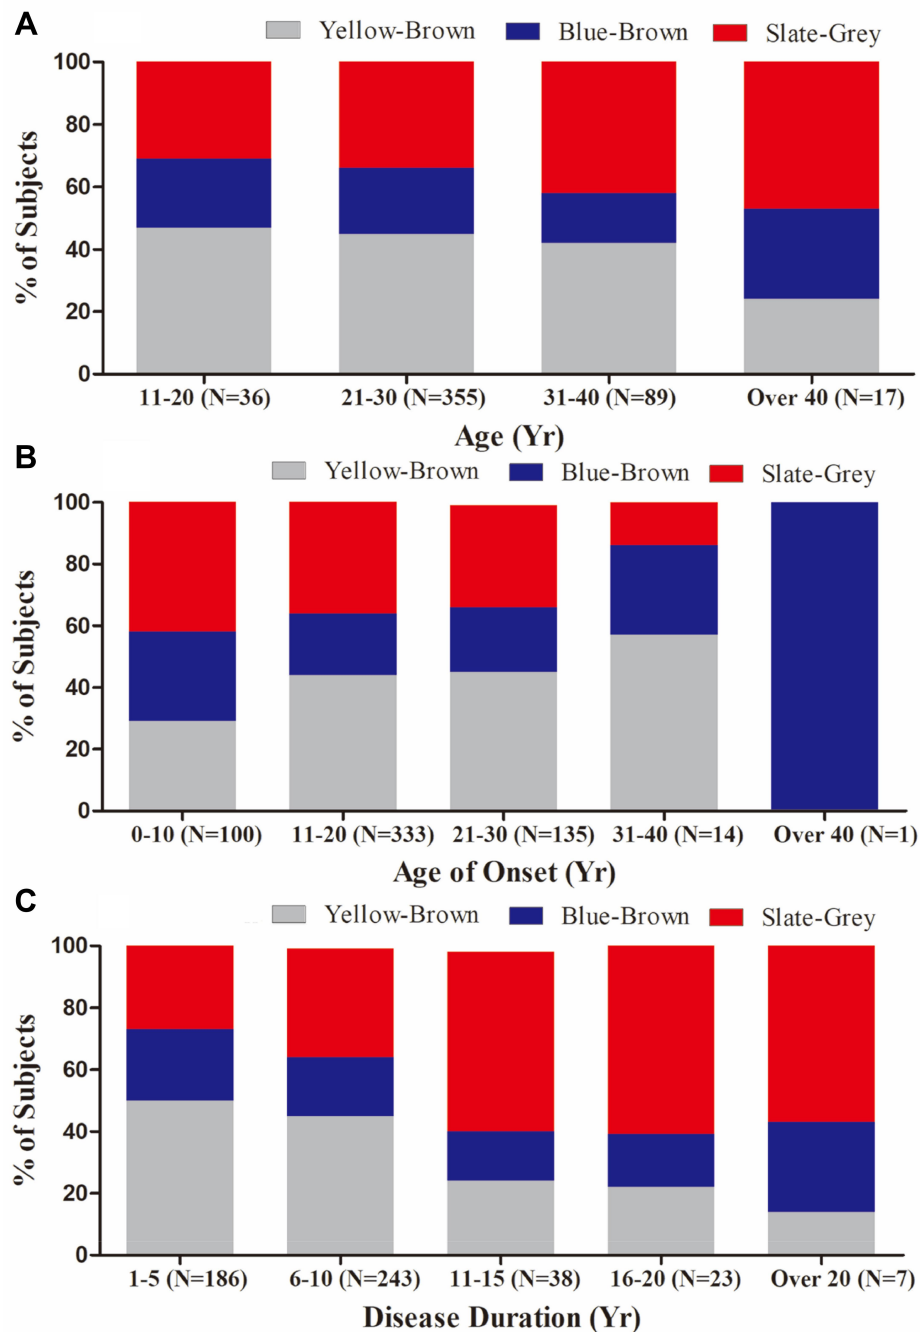 A
Yellow-Brown Blue-Brown Slate-Grey
100
80
60
40
20
0
% of Subjects
11-20 (N=36) 21-30 (N=355) 31-40 (N=89) Over 40 (N=17)
Age (Yr)
B
Yellow-Brown Blue-Brown Slate-Grey
100
80
60
40
20
0
% of Subjects
0-10 (N=100) 11-20 (N=333) 21-30 (N=135) 31-40 (N=14) Over 40 (N=1)
Age of Onset (Yr)
C
Yellow-Brown Blue-Brown Slate-Grey
100
80
60
40
20
0
% of Subjects
1-5 (N=186) 6-10 (N=243) 11-15 (N=38) 16-20 (N=23) Over 20 (N=7)
Disease Duration (Yr)